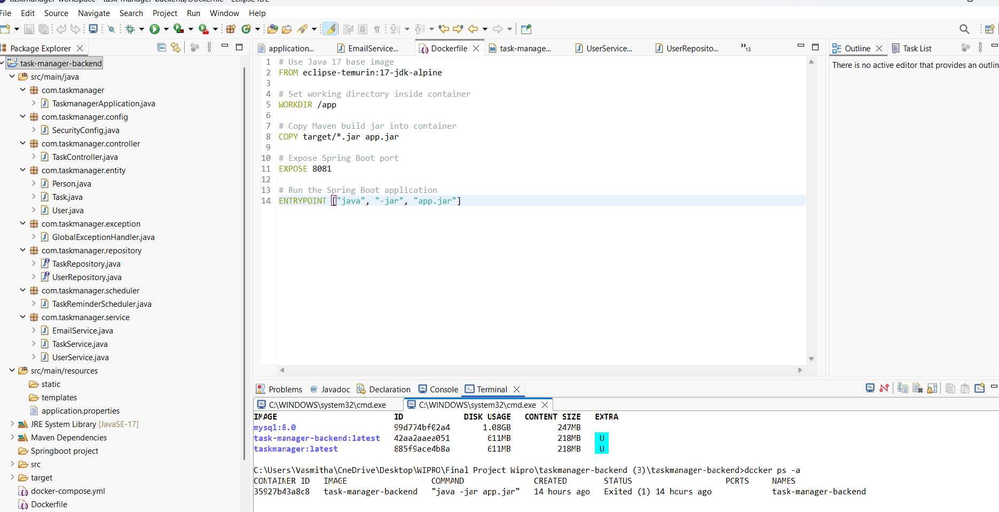 taskmanager-workspace - task-manager-backend/Dockerfile - Eclipse IDE
File Edit Source Navigate Search Project Run Window Help
Package Explorer
task-manager-backend
src/main/java
com.taskmanager
TaskmanagerApplication.java
com.taskmanager.config
SecurityConfig.java
com.taskmanager.controller
TaskController.java
com.taskmanager.entity
Person.java
Task.java
User.java
com.taskmanager.exception
GlobalExceptionHandler.java
com.taskmanager.repository
TaskRepository.java
UserRepository.java
com.taskmanager.scheduler
TaskReminderScheduler.java
com.taskmanager.service
EmailService.java
TaskService.java
UserService.java
src/main/resources
static
templates
application.properties
JRE System Library [JavaSE-17]
Maven Dependencies
Springboot project
src
target
docker-compose.yml
Dockerfile
application... EmailService... Dockerfile task-manage... UserService... UserReposito... »13
1 # Use Java 17 base image
2 FROM eclipse-temurin:17-jdk-alpine
3
4 # Set working directory inside container
5 WORKDIR /app
6
7 # Copy Maven build jar into container
8 COPY target/*.jar app.jar
9
10 # Expose Spring Boot port
11 EXPOSE 8081
12
13 # Run the Spring Boot application
14 ENTRYPOINT ["java", "-jar", "app.jar"]
Outline Task List
There is no active editor that provides an outlin
Problems @ Javadoc Declaration Console Terminal
C:\WINDOWS\system32\cmd.exe C:\WINDOWS\system32\cmd.exe
IMAGE ID DISK USAGE CONTENT SIZE EXTRA
mysql:8.0 99d774bf02a4 1.08GB 247MB
task-manager-backend:latest 42aa2aaea051 611MB 218MB U
taskmanager:latest 885f9ace4b8a 611MB 218MB U
C:\Users\Vasmitha\OneDrive\Desktop\WIPRO\Final Project Wipro\taskmanager-backend (3)\taskmanager-backend>docker ps -a
CONTAINER ID IMAGE COMMAND CREATED STATUS PORTS NAMES
35927b43a8c8 task-manager-backend "java -jar app.jar" 14 hours ago Exited (1) 14 hours ago task-manager-backend